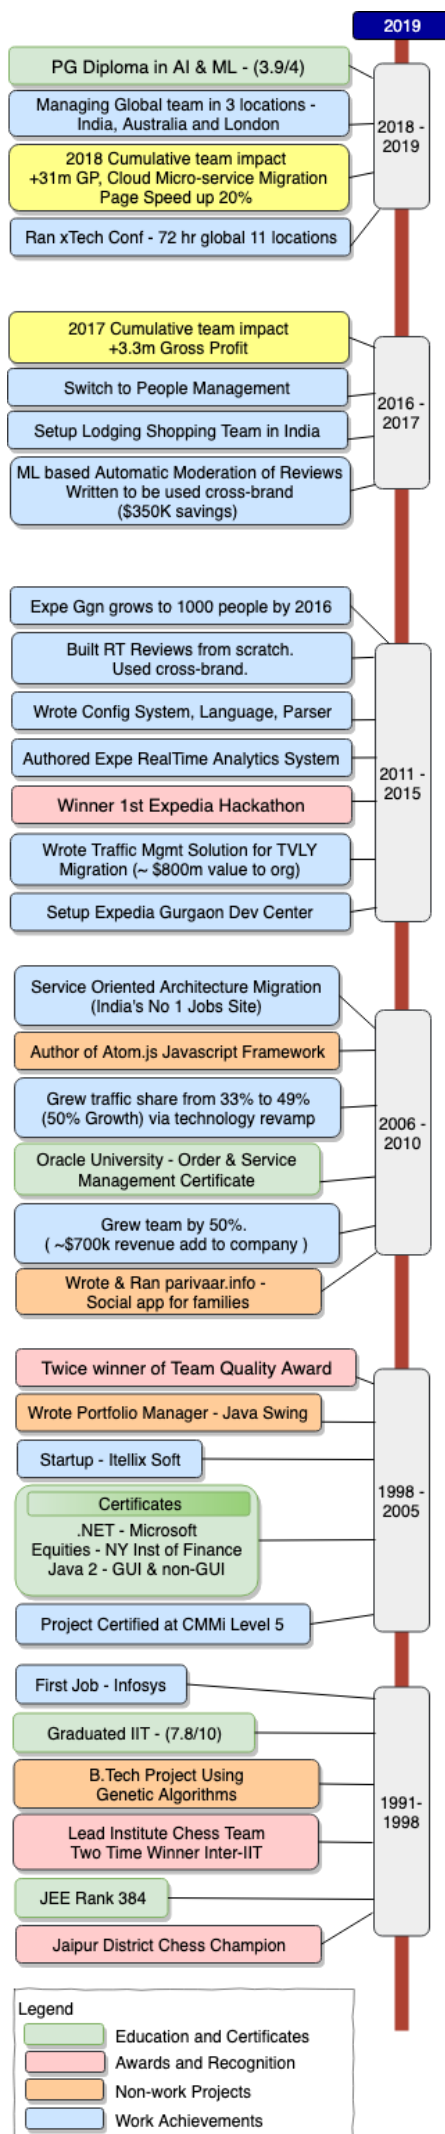 2019
PG Diploma in AI & ML - (3.9/4)
Managing Global team in 3 locations -
India, Australia and London
2018 -
2019
2018 Cumulative team impact
+31m GP, Cloud Micro-service Migration
Page Speed up 20%
Ran xTech Conf - 72 hr global 11 locations
2017 Cumulative team impact
+3.3m Gross Profit
Switch to People Management
2016 -
2017
Setup Lodging Shopping Team in India
ML based Automatic Moderation of Reviews
Written to be used cross-brand
($350K savings)
Expe Ggn grows to 1000 people by 2016
Built RT Reviews from scratch.
Used cross-brand.
Wrote Config System, Language, Parser
Authored Expe RealTime Analytics System
2011 -
2015
Winner 1st Expedia Hackathon
Wrote Traffic Mgmt Solution for TVLY
Migration (~ $800m value to org)
Setup Expedia Gurgaon Dev Center
Service Oriented Architecture Migration
(India's No 1 Jobs Site)
Author of Atom.js Javascript Framework
Grew traffic share from 33% to 49%
(50% Growth) via technology revamp
2006 -
2010
Oracle University - Order & Service
Management Certificate
Grew team by 50%.
( ~$700k revenue add to company )
Wrote & Ran parivaar.info -
Social app for families
Twice winner of Team Quality Award
Wrote Portfolio Manager - Java Swing
Startup - Itellix Soft
1998 -
2005
Certificates
.NET - Microsoft
Equities - NY Inst of Finance
Java 2 - GUI & non-GUI
Project Certified at CMMi Level 5
First Job - Infosys
Graduated IIT - (7.8/10)
B.Tech Project Using
Genetic Algorithms
1991-
1998
Lead Institute Chess Team
Two Time Winner Inter-IIT
JEE Rank 384
Jaipur District Chess Champion
Legend
Education and Certificates
Awards and Recognition
Non-work Projects
Work Achievements